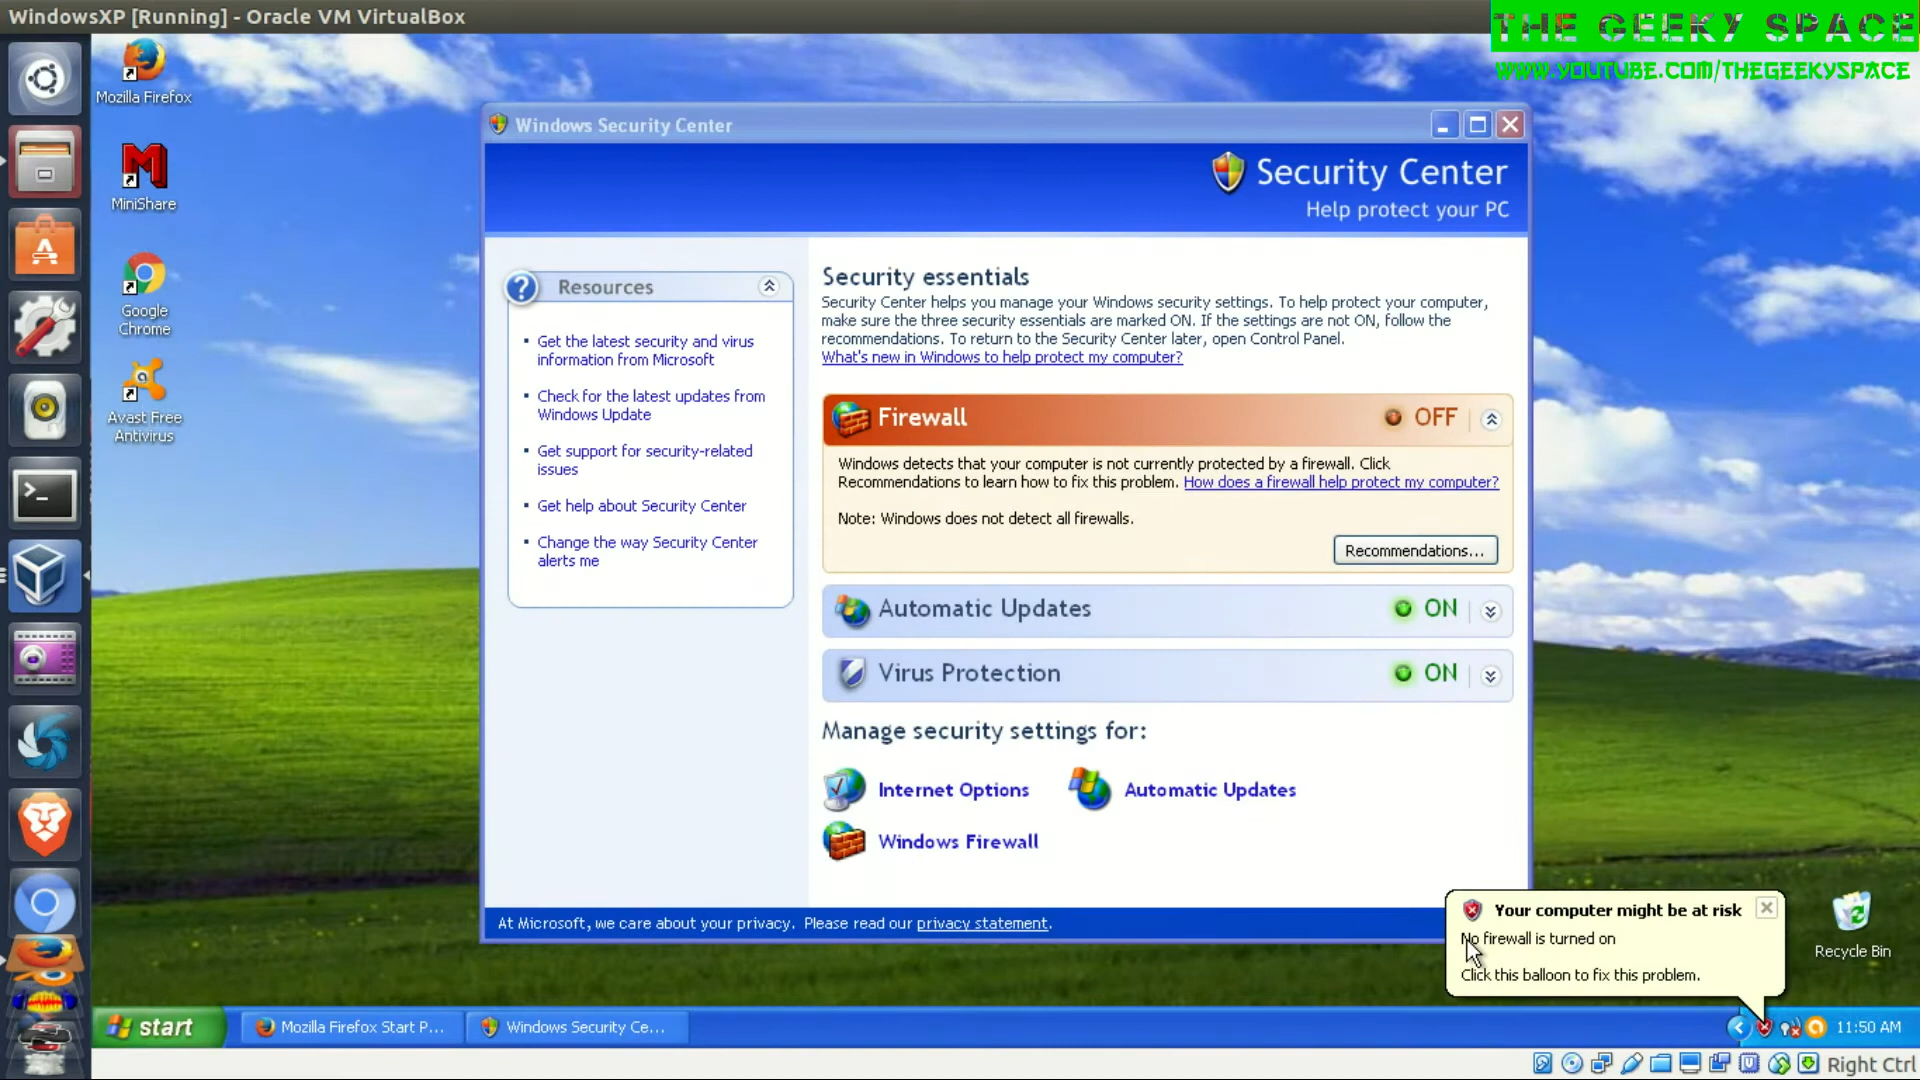 WindowsXP [Running] - Oracle VM VirtualBox
THE GEEKY SPACE
WWW.YOUTUBE.COM/THEGEEKYSPACE
Mozilla Firefox
MiniShare
Google
Chrome
Avast Free
Antivirus
Windows Security Center
Security Center
Help protect your PC
Resources
Get the latest security and virus
information from Microsoft
Check for the latest updates from
Windows Update
Get support for security-related
issues
Get help about Security Center
Change the way Security Center
alerts me
Security essentials
Security Center helps you manage your Windows security settings. To help protect your computer,
make sure the three security essentials are marked ON. If the settings are not ON, follow the
recommendations. To return to the Security Center later, open Control Panel.
What's new in Windows to help protect my computer?
Firewall OFF
Windows detects that your computer is not currently protected by a firewall. Click
Recommendations to learn how to fix this problem. How does a firewall help protect my computer?
Note: Windows does not detect all firewalls.
Recommendations...
Automatic Updates ON
Virus Protection ON
Manage security settings for:
Internet Options Automatic Updates
Windows Firewall
At Microsoft, we care about your privacy. Please read our privacy statement.
Your computer might be at risk
No firewall is turned on
Click this balloon to fix this problem.
Recycle Bin
start
Mozilla Firefox Start P...
Windows Security Ce...
11:50 AM
Right Ctrl